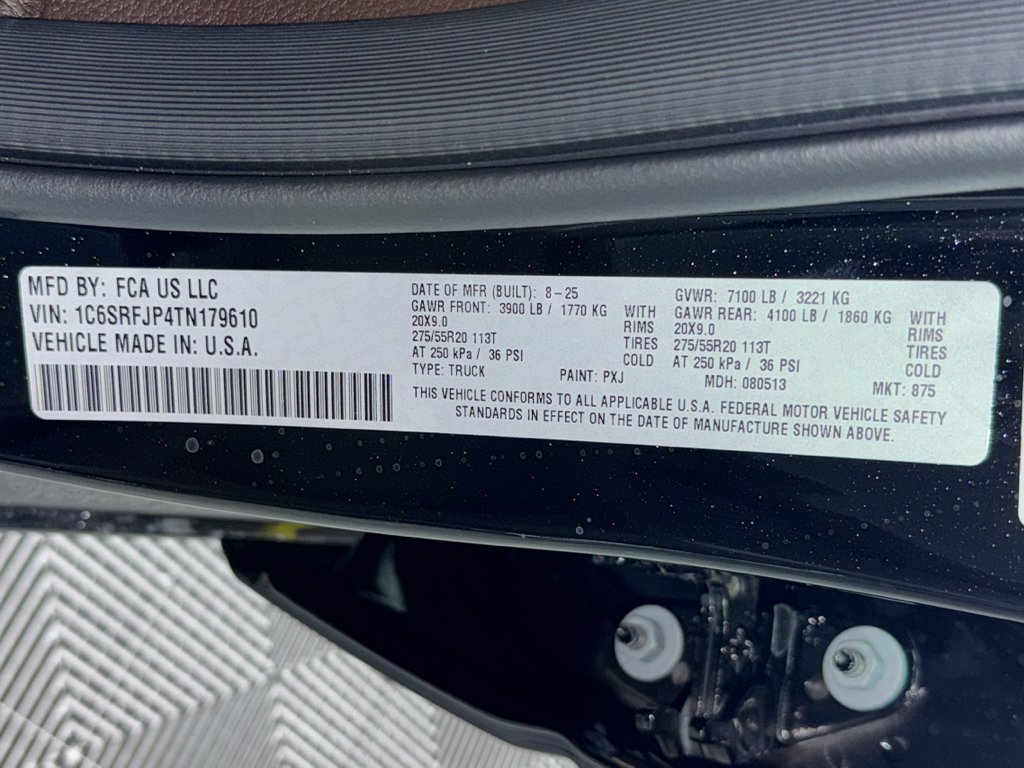 MFD BY: FCA US LLC
VIN: 1C6SRFJP4TN179610
VEHICLE MADE IN: U.S.A.
DATE OF MFR (BUILT): 8-25
GAWR FRONT: 3900 LB / 1770 KG WITH
20X9.0 RIMS
275/55R20 113T TIRES
AT 250 kPa / 36 PSI COLD
TYPE: TRUCK PAINT: PXJ
GVWR: 7100 LB / 3221 KG
GAWR REAR: 4100 LB / 1860 KG WITH
20X9.0 RIMS
275/55R20 113T TIRES
AT 250 kPa / 36 PSI COLD
MDH: 080513 MKT: 875
THIS VEHICLE CONFORMS TO ALL APPLICABLE U.S.A. FEDERAL MOTOR VEHICLE SAFETY
STANDARDS IN EFFECT ON THE DATE OF MANUFACTURE SHOWN ABOVE.